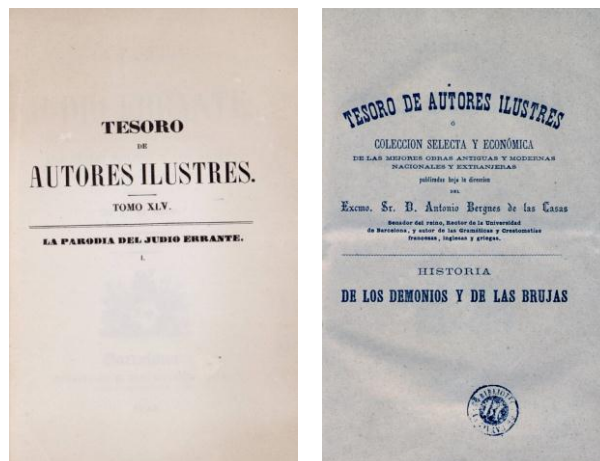 TESORO
DE
AUTORES ILUSTRES.
TOMO XLV.
LA PARODIA DEL JUDIO ERRANTE.
I.
TESORO DE AUTORES ILUSTRES
ó
COLECCION SELECTA Y ECONÓMICA
DE LAS MEJORES OBRAS ANTIGUAS Y MODERNAS
NACIONALES Y EXTRANJERAS
publicadas bajo la direccion
DEL
Excmo. Sr. D. Antonio Bergnes de las Casas
Senador del reino, Rector de la Universidad
de Barcelona, y autor de las Gramáticas y Crestomatías
francesas, inglesas y griegas.
HISTORIA
DE LOS DEMONIOS Y DE LAS BRUJAS